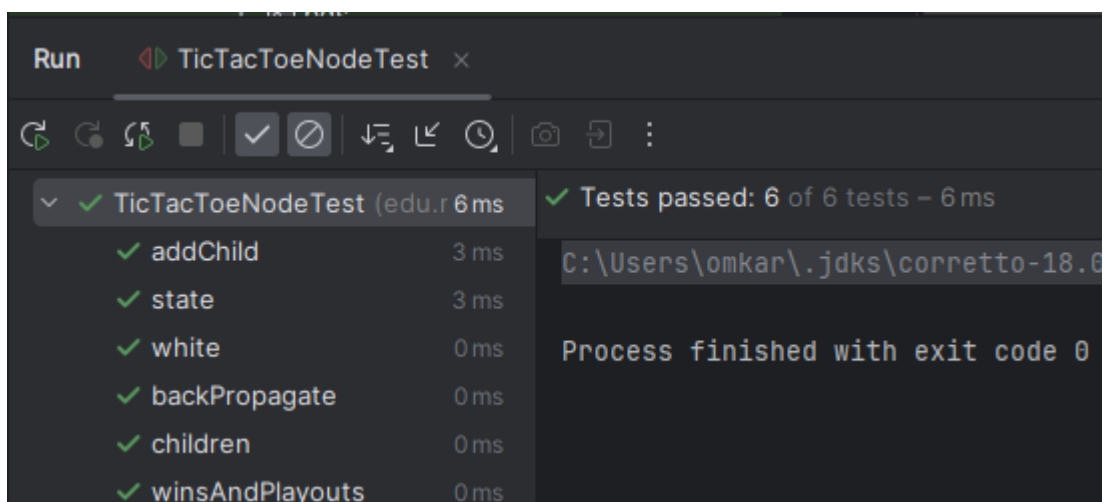 Run TicTacToeNodeTest
TicTacToeNodeTest (edu.r 6 ms
Tests passed: 6 of 6 tests – 6 ms
addChild 3 ms
C:\Users\omkar\.jdks\corretto-18.0
state 3 ms
white 0 ms
Process finished with exit code 0
backPropagate 0 ms
children 0 ms
winsAndPlayouts 0 ms